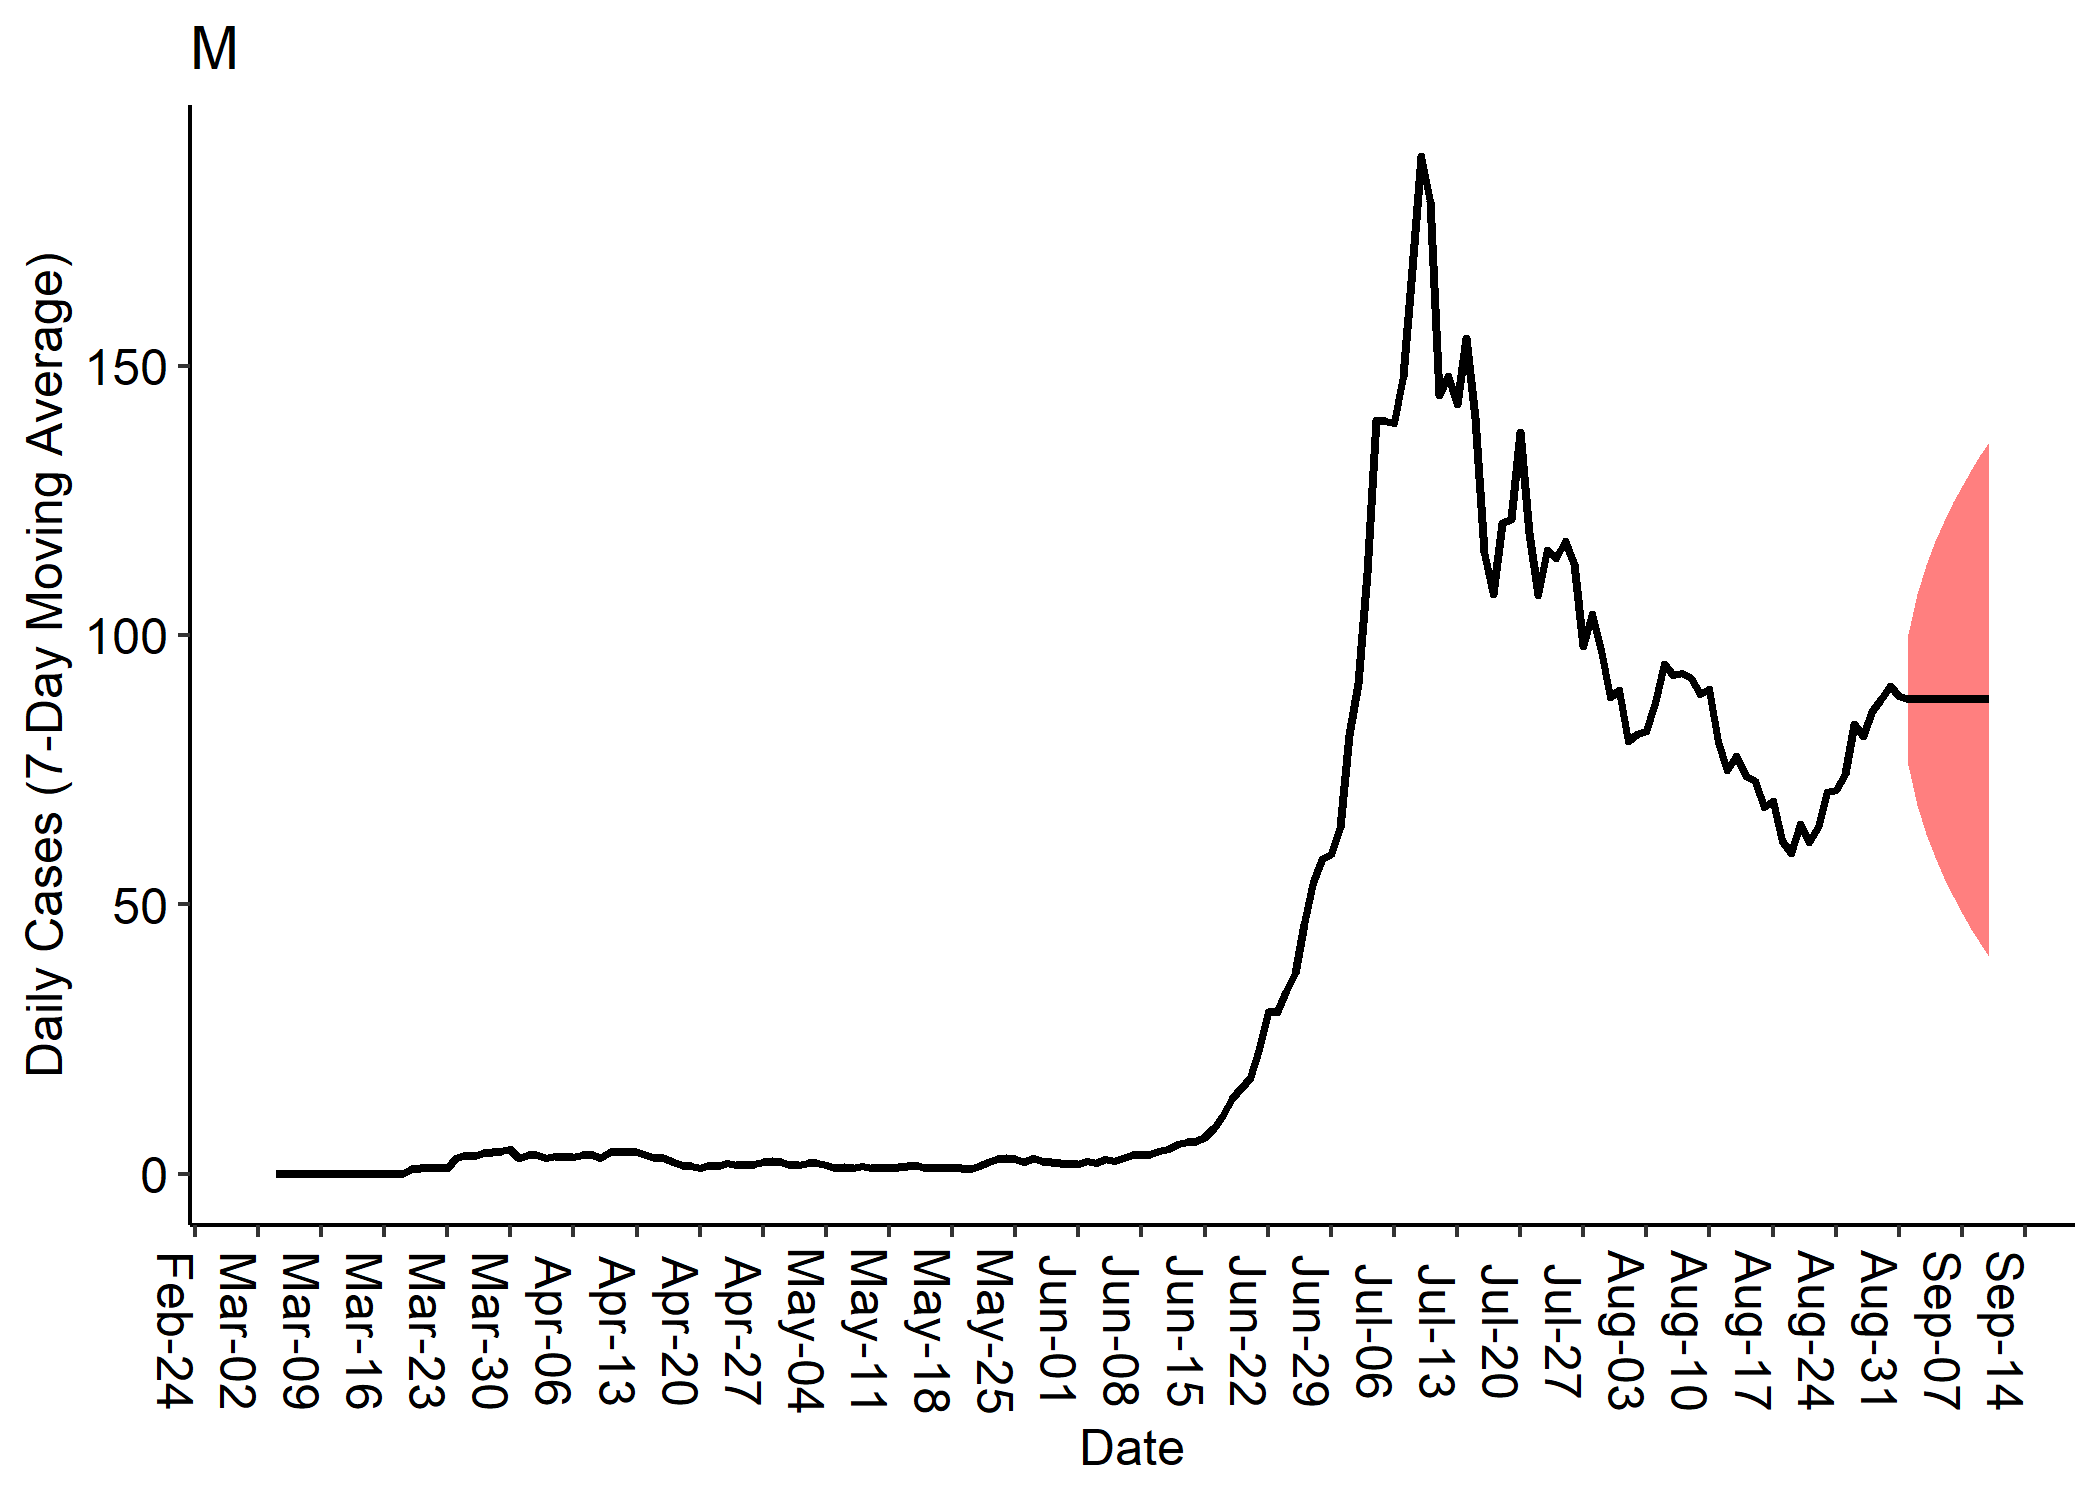 M
Daily Cases (7-Day Moving Average)
150
100
50
0
Feb-24
Mar-02
Mar-09
Mar-16
Mar-23
Mar-30
Apr-06
Apr-13
Apr-20
Apr-27
May-04
May-11
May-18
May-25
Jun-01
Jun-08
Jun-15
Jun-22
Jun-29
Jul-06
Jul-13
Jul-20
Jul-27
Aug-03
Aug-10
Aug-17
Aug-24
Aug-31
Sep-07
Sep-14
Date